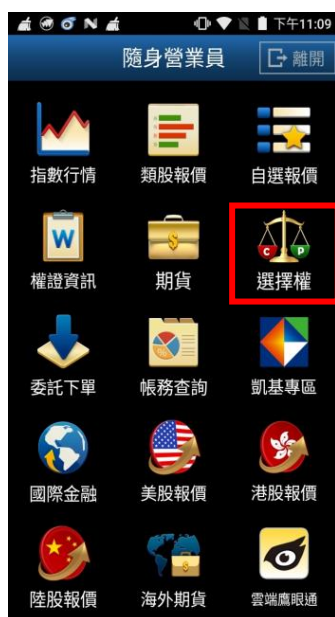 下午11:09
隨身營業員 離開
指數行情 類股報價 自選報價
W C P
權證資訊 期貨 選擇權
委託下單 帳務查詢 凱基專區
國際金融 美股報價 港股報價
陸股報價 海外期貨 雲端鷹眼通